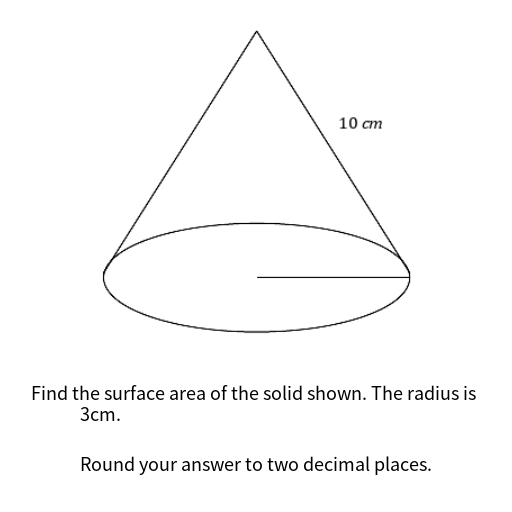 10 cm
Find the surface area of the solid shown. The radius is
3cm.
Round your answer to two decimal places.